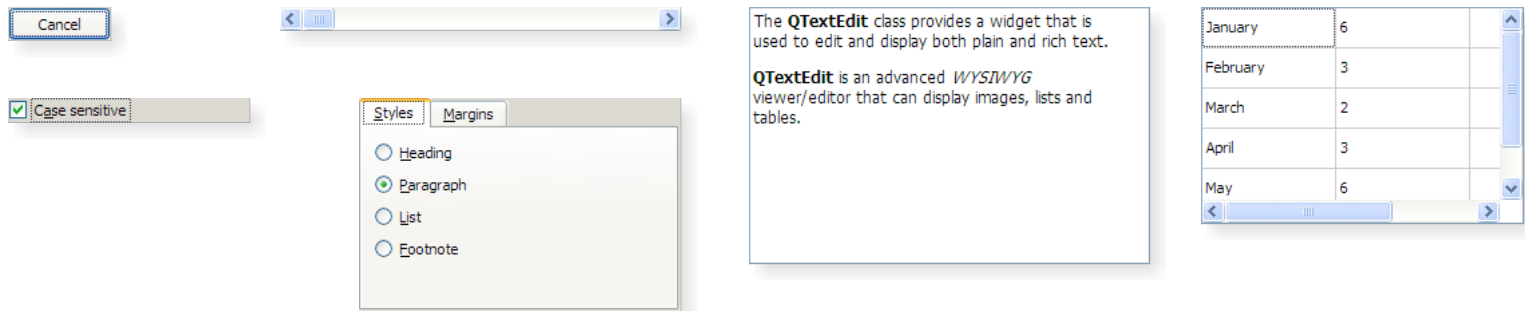 Cancel
Case sensitive
Styles Margins
Heading
Paragraph
List
Footnote
The QTextEdit class provides a widget that is
used to edit and display both plain and rich text.
QTextEdit is an advanced WYSIWYG
viewer/editor that can display images, lists and
tables.
January 6
February 3
March 2
April 3
May 6